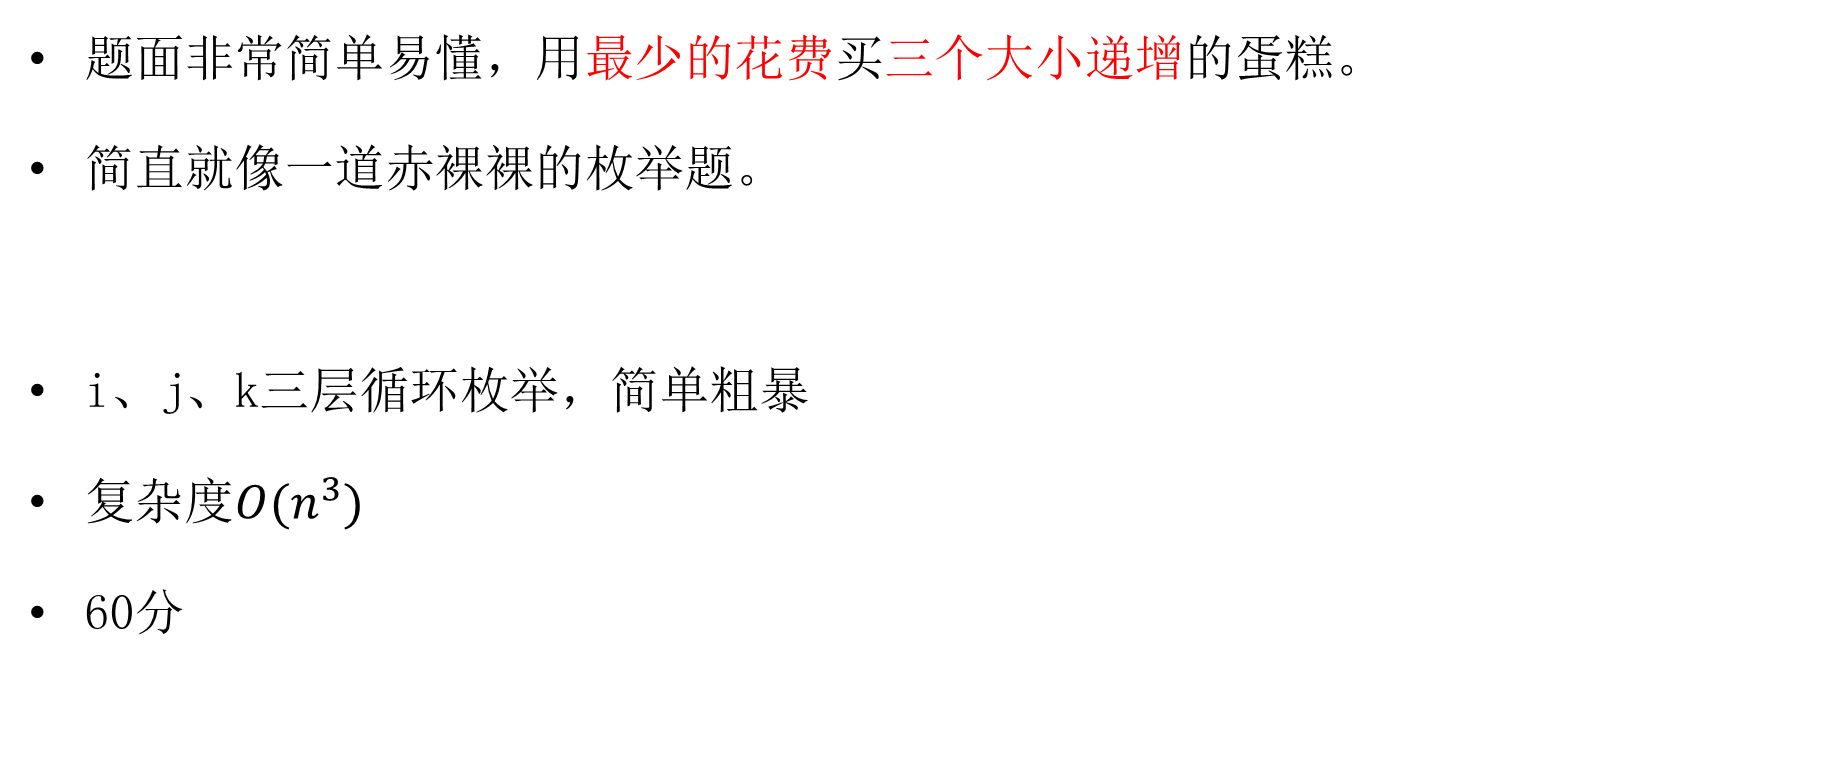 • 题面非常简单易懂，用最少的花费买三个大小递增的蛋糕。
• 简直就像一道赤裸裸的枚举题。
• i、j、k三层循环枚举，简单粗暴
• 复杂度O(n³)
• 60分